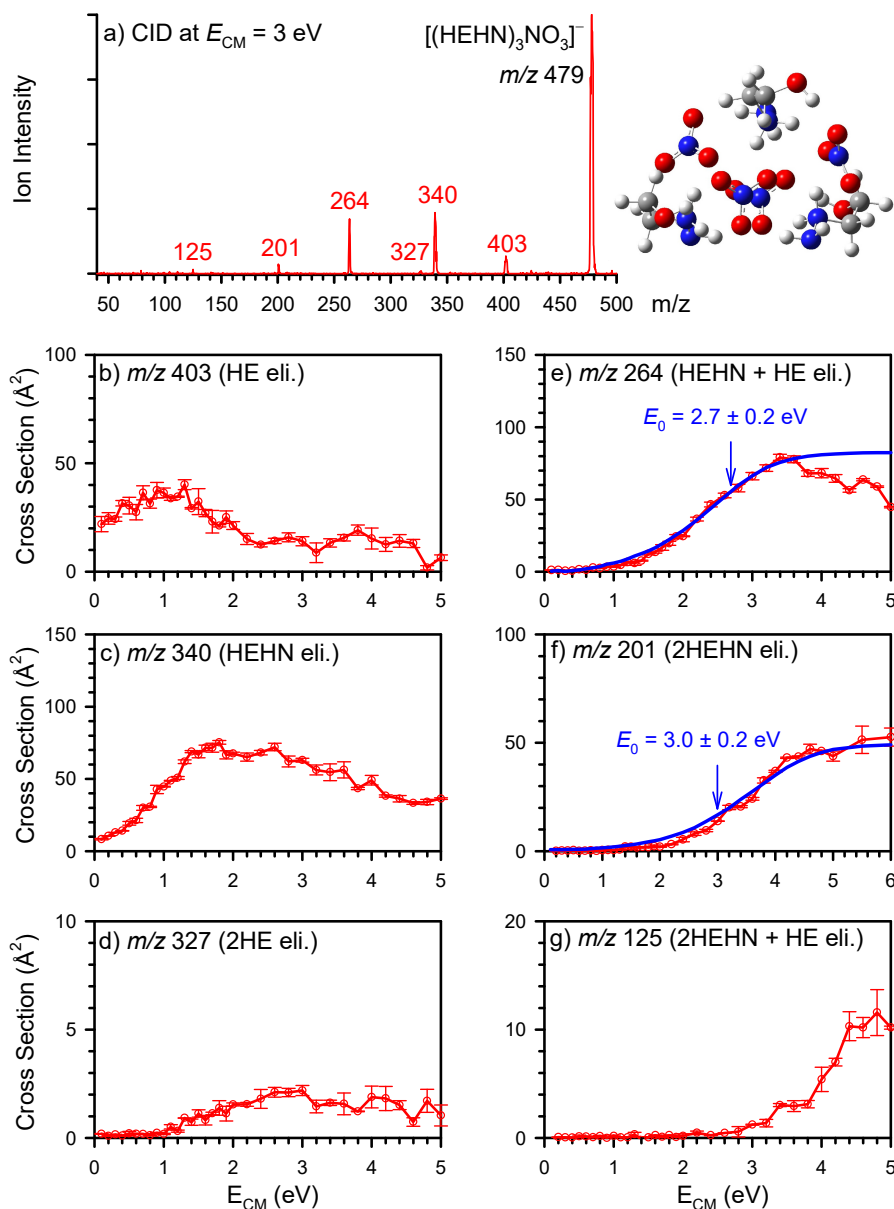 a) CID at E_CM = 3 eV
[(HEHN)₃NO₃]⁻
m/z 479
Ion Intensity
125
201
264
327
340
403
50 100 150 200 250 300 350 400 450 500 m/z
b) m/z 403 (HE eli.)
Cross Section (Å²)
100
50
0
0 1 2 3 4 5
e) m/z 264 (HEHN + HE eli.)
E₀ = 2.7 ± 0.2 eV
150
100
50
0
0 1 2 3 4 5
c) m/z 340 (HEHN eli.)
Cross Section (Å²)
150
100
50
0
0 1 2 3 4 5
f) m/z 201 (2HEHN eli.)
E₀ = 3.0 ± 0.2 eV
100
50
0
0 1 2 3 4 5 6
d) m/z 327 (2HE eli.)
Cross Section (Å²)
10
5
0
0 1 2 3 4 5
E_CM (eV)
g) m/z 125 (2HEHN + HE eli.)
20
10
0
0 1 2 3 4 5
E_CM (eV)